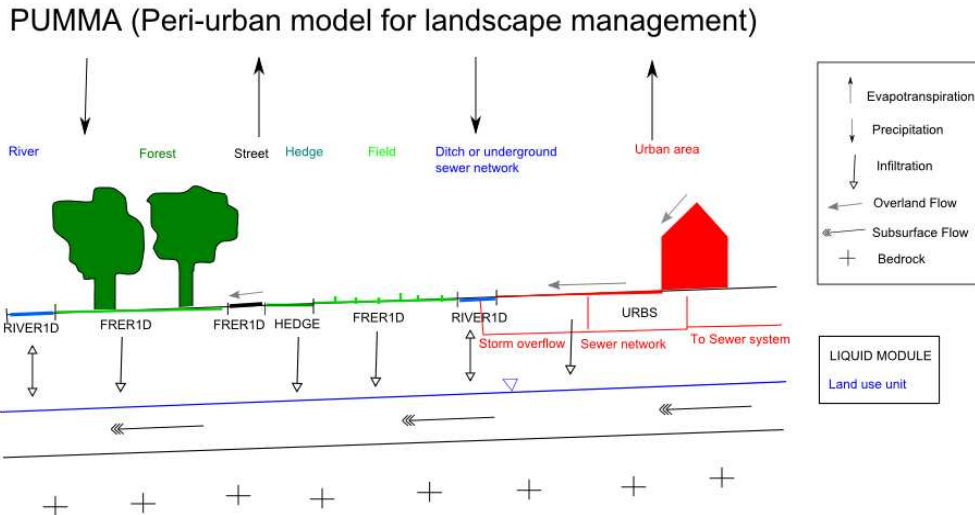 PUMMA (Peri-urban model for landscape management)
River
Forest
Street
Hedge
Field
Ditch or underground
sewer network
Urban area
Evapotranspiration
Precipitation
Infiltration
Overland Flow
Subsurface Flow
Bedrock
RIVER1D
FRER1D
FRER1D
HEDGE
FRER1D
RIVER1D
URBS
Storm overflow
Sewer network
To Sewer system
LIQUID MODULE
Land use unit